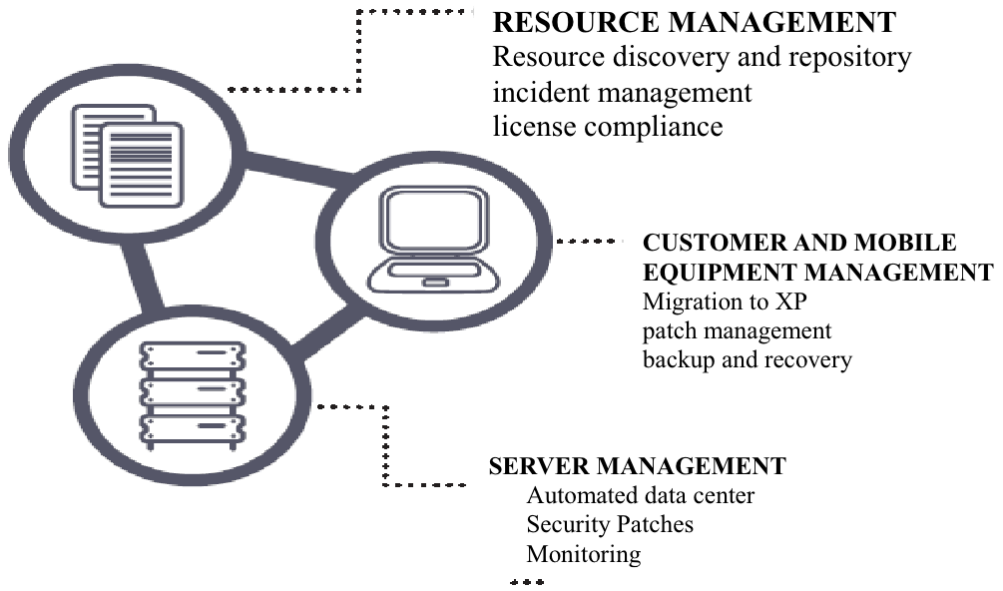 RESOURCE MANAGEMENT
Resource discovery and repository
incident management
license compliance
CUSTOMER AND MOBILE
EQUIPMENT MANAGEMENT
Migration to XP
patch management
backup and recovery
SERVER MANAGEMENT
Automated data center
Security Patches
Monitoring